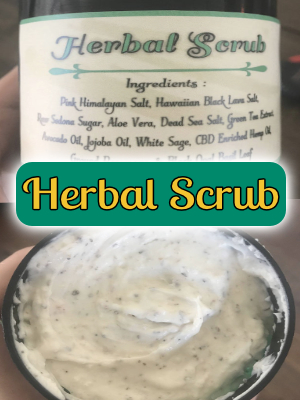 Herbal Scrub
Ingredients :
Pink Himalayan Salt, Hawaiian Black Lava Salt,
Raw Sedona Sugar, Aloe Vera, Dead Sea Salt, Green Tea Extract
Avocado Oil, Jojoba Oil, White Sage, CBD Enriched Hemp Oil
Herbal Scrub